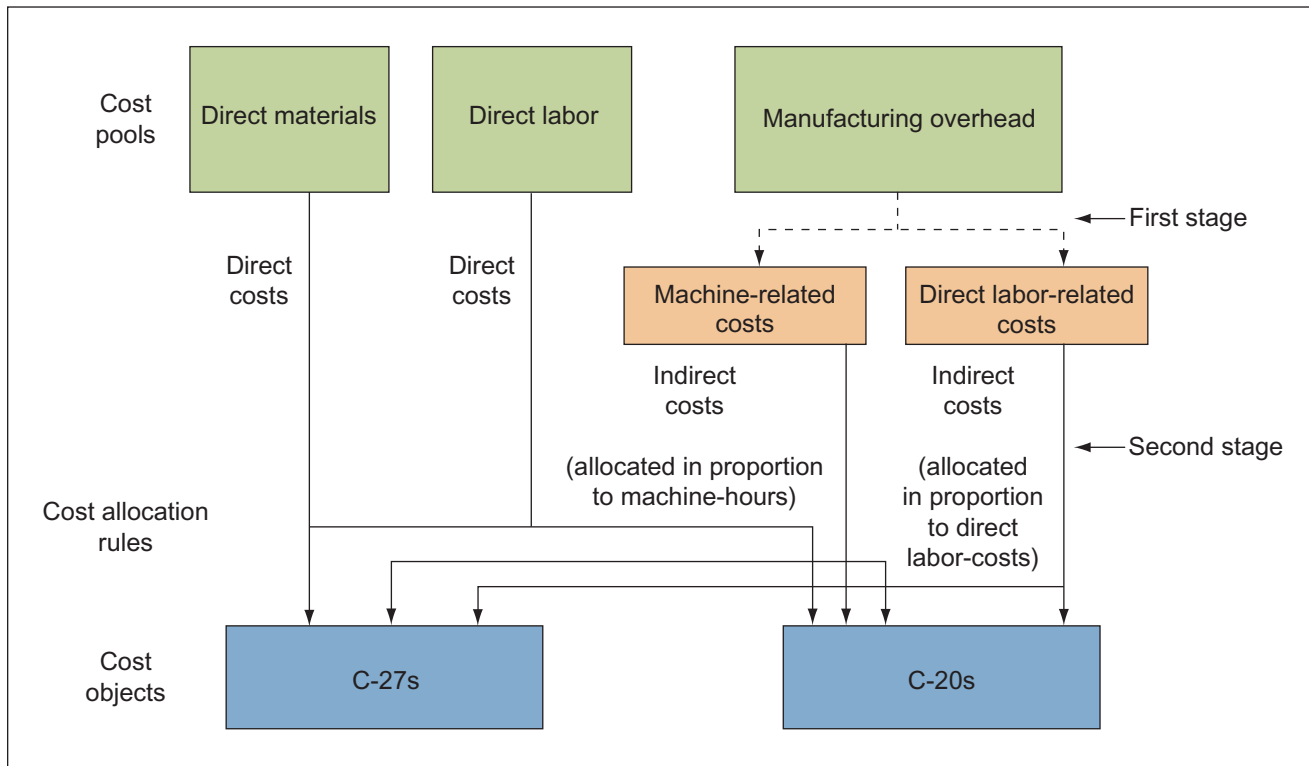 Cost
pools
Direct materials
Direct labor
Manufacturing overhead
First stage
Direct
costs
Direct
costs
Machine-related
costs
Direct labor-related
costs
Indirect
costs
Indirect
costs
Second stage
(allocated in proportion
to machine-hours)
(allocated
in proportion
to direct
labor-costs)
Cost allocation
rules
Cost
objects
C-27s
C-20s